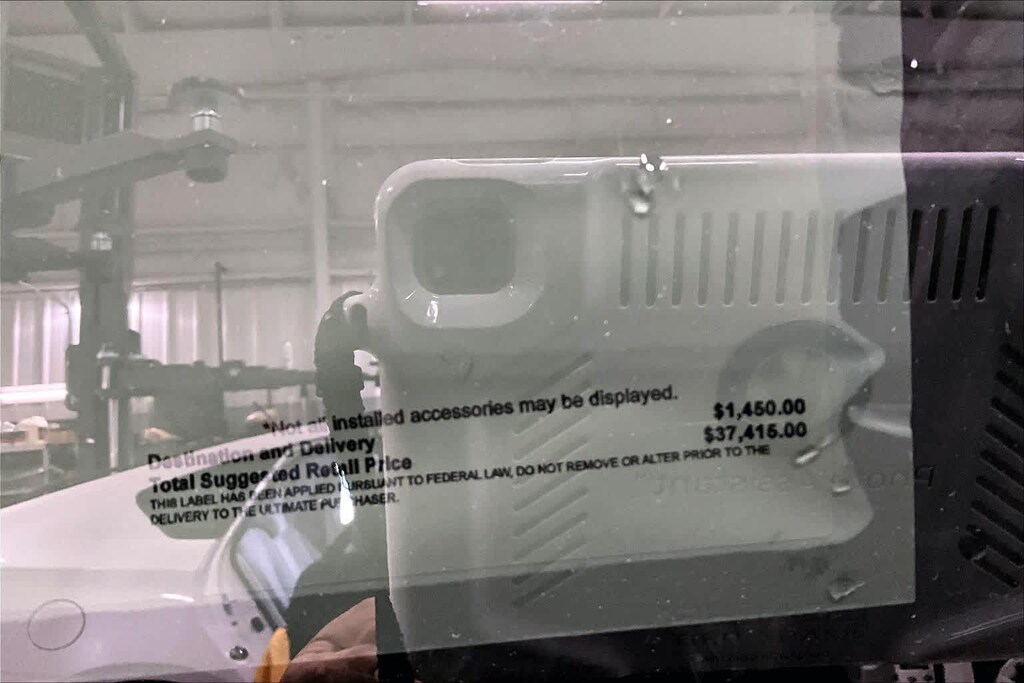 *Not all installed accessories may be displayed.
Destination and Delivery $1,450.00
Total Suggested Retail Price $37,415.00
THIS LABEL HAS BEEN APPLIED PURSUANT TO FEDERAL LAW, DO NOT REMOVE OR ALTER PRIOR TO THE
DELIVERY TO THE ULTIMATE PURCHASER.